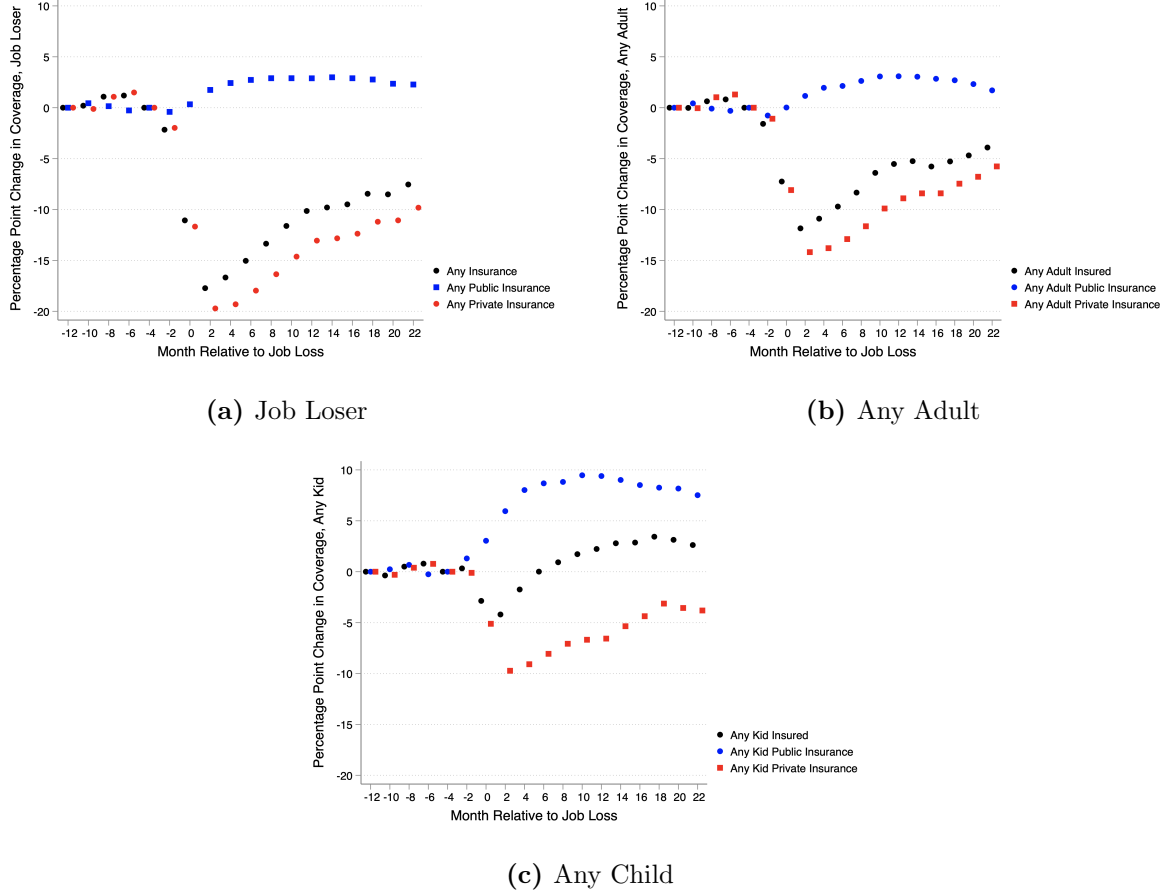 Percentage Point Change in Coverage, Job Loser
10
5
0
-5
-10
-15
-20
-12 -10 -8 -6 -4 -2 0 2 4 6 8 10 12 14 16 18 20 22
Month Relative to Job Loss
Any Insurance
Any Public Insurance
Any Private Insurance
(a) Job Loser
Percentage Point Change in Coverage, Any Adult
10
5
0
-5
-10
-15
-20
-12 -10 -8 -6 -4 -2 0 2 4 6 8 10 12 14 16 18 20 22
Month Relative to Job Loss
Any Adult Insured
Any Adult Public Insurance
Any Adult Private Insurance
(b) Any Adult
Percentage Point Change in Coverage, Any Kid
10
5
0
-5
-10
-15
-20
-12 -10 -8 -6 -4 -2 0 2 4 6 8 10 12 14 16 18 20 22
Month Relative to Job Loss
Any Kid Insured
Any Kid Public Insurance
Any Kid Private Insurance
(c) Any Child